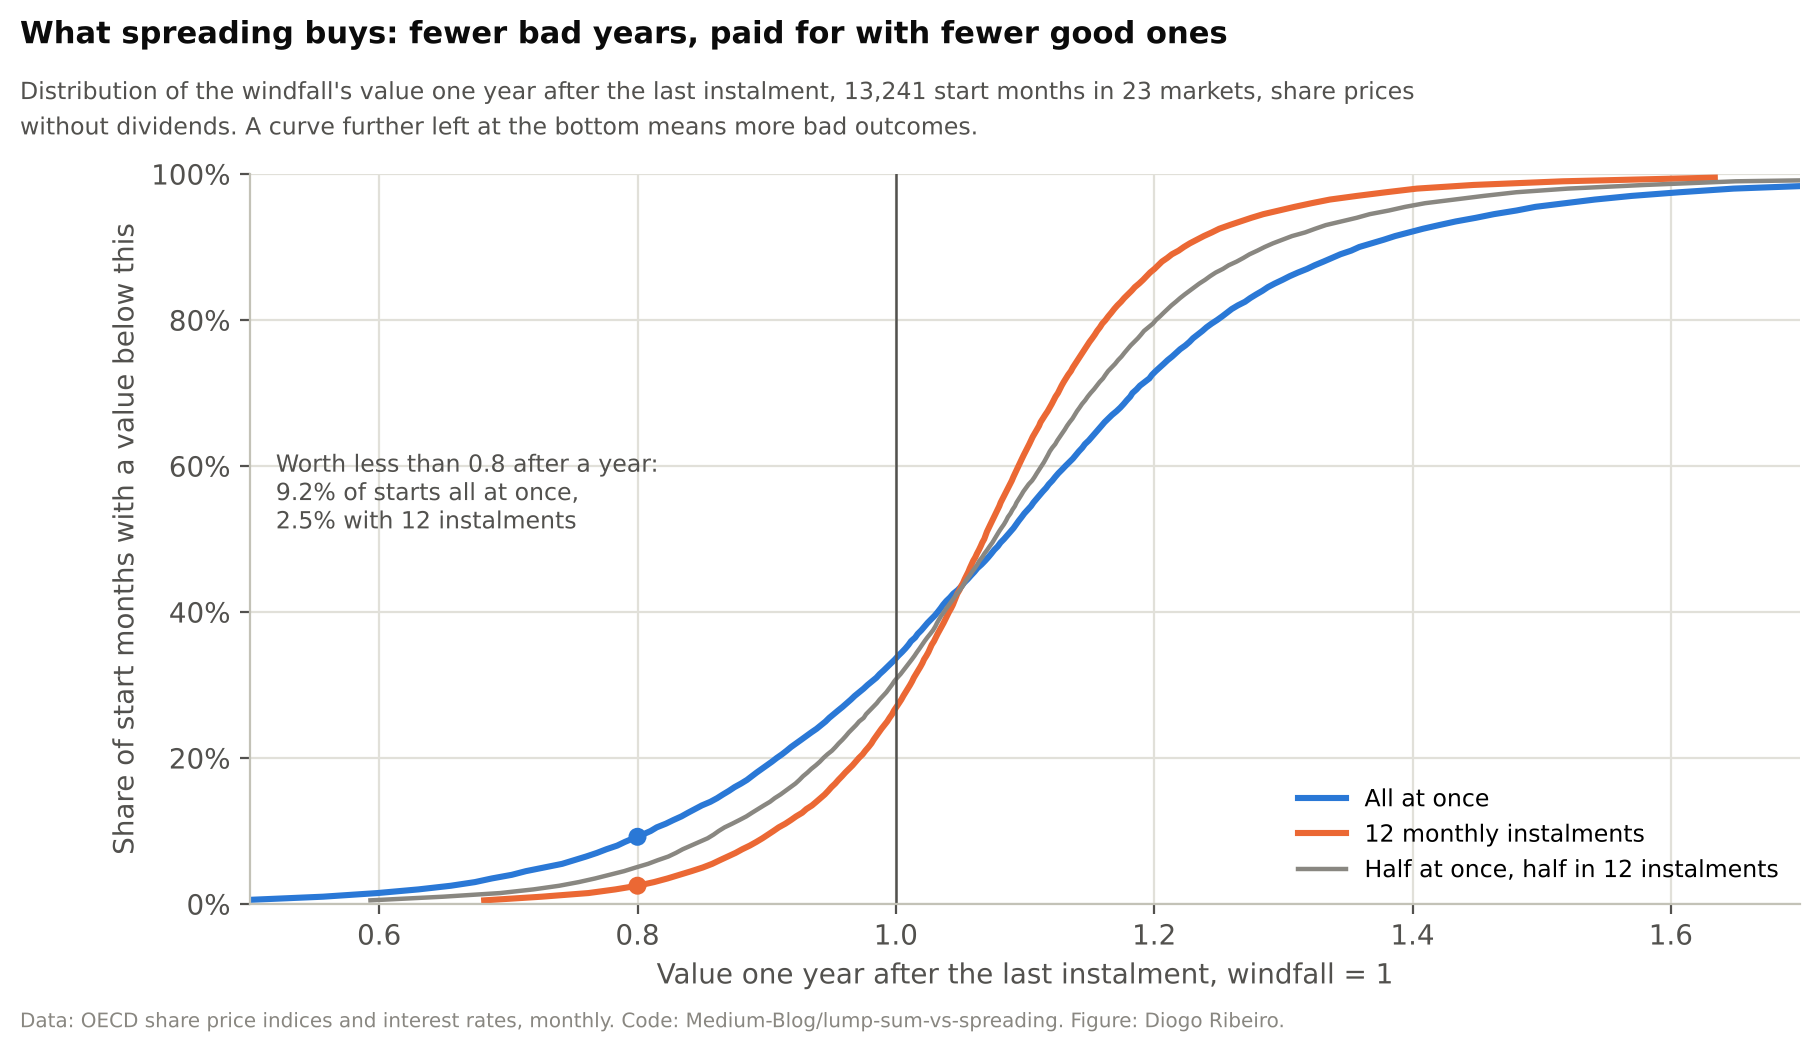 What spreading buys: fewer bad years, paid for with fewer good ones
Distribution of the windfall's value one year after the last instalment, 13,241 start months in 23 markets, share prices
without dividends. A curve further left at the bottom means more bad outcomes.
100%
80%
60%
40%
20%
0%
Share of start months with a value below this
Worth less than 0.8 after a year:
9.2% of starts all at once,
2.5% with 12 instalments
All at once
12 monthly instalments
Half at once, half in 12 instalments
0.6
0.8
1.0
1.2
1.4
1.6
Value one year after the last instalment, windfall = 1
Data: OECD share price indices and interest rates, monthly. Code: Medium-Blog/lump-sum-vs-spreading. Figure: Diogo Ribeiro.